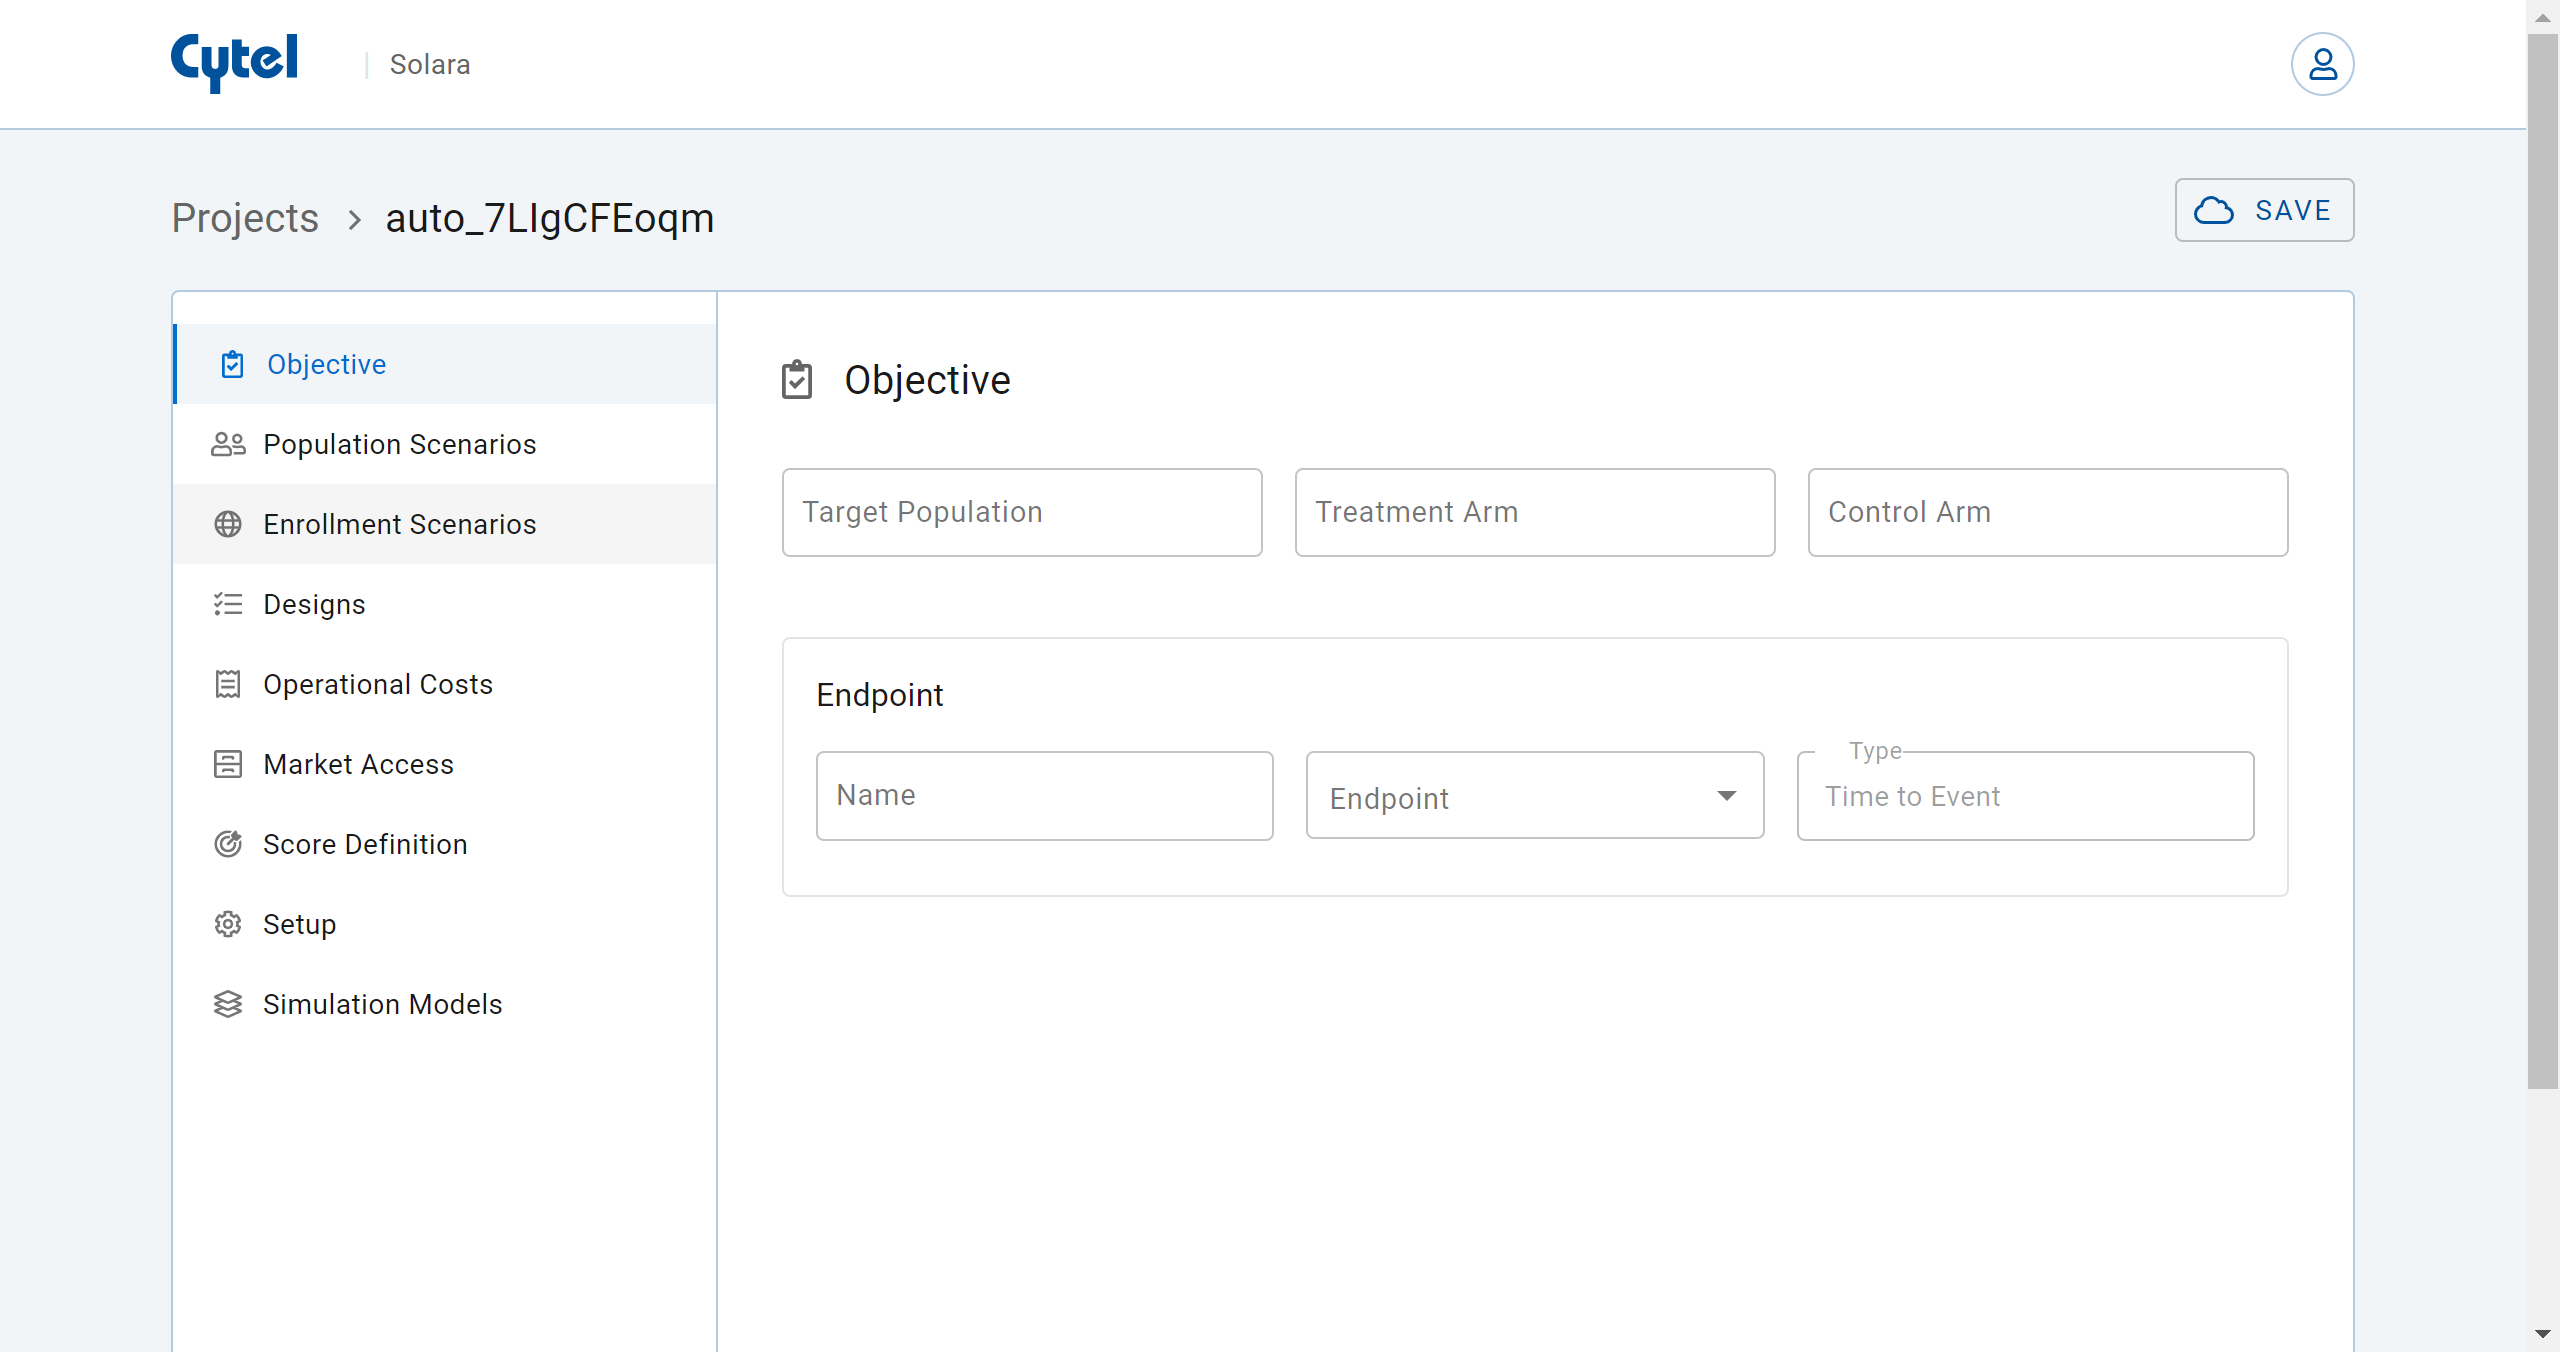 Cytel | Solara
Projects > auto_7LIgCFEoqm
SAVE
Objective
Population Scenarios
Enrollment Scenarios
Designs
Operational Costs
Market Access
Score Definition
Setup
Simulation Models
Objective
Target Population
Treatment Arm
Control Arm
Endpoint
Name
Endpoint
Type
Time to Event